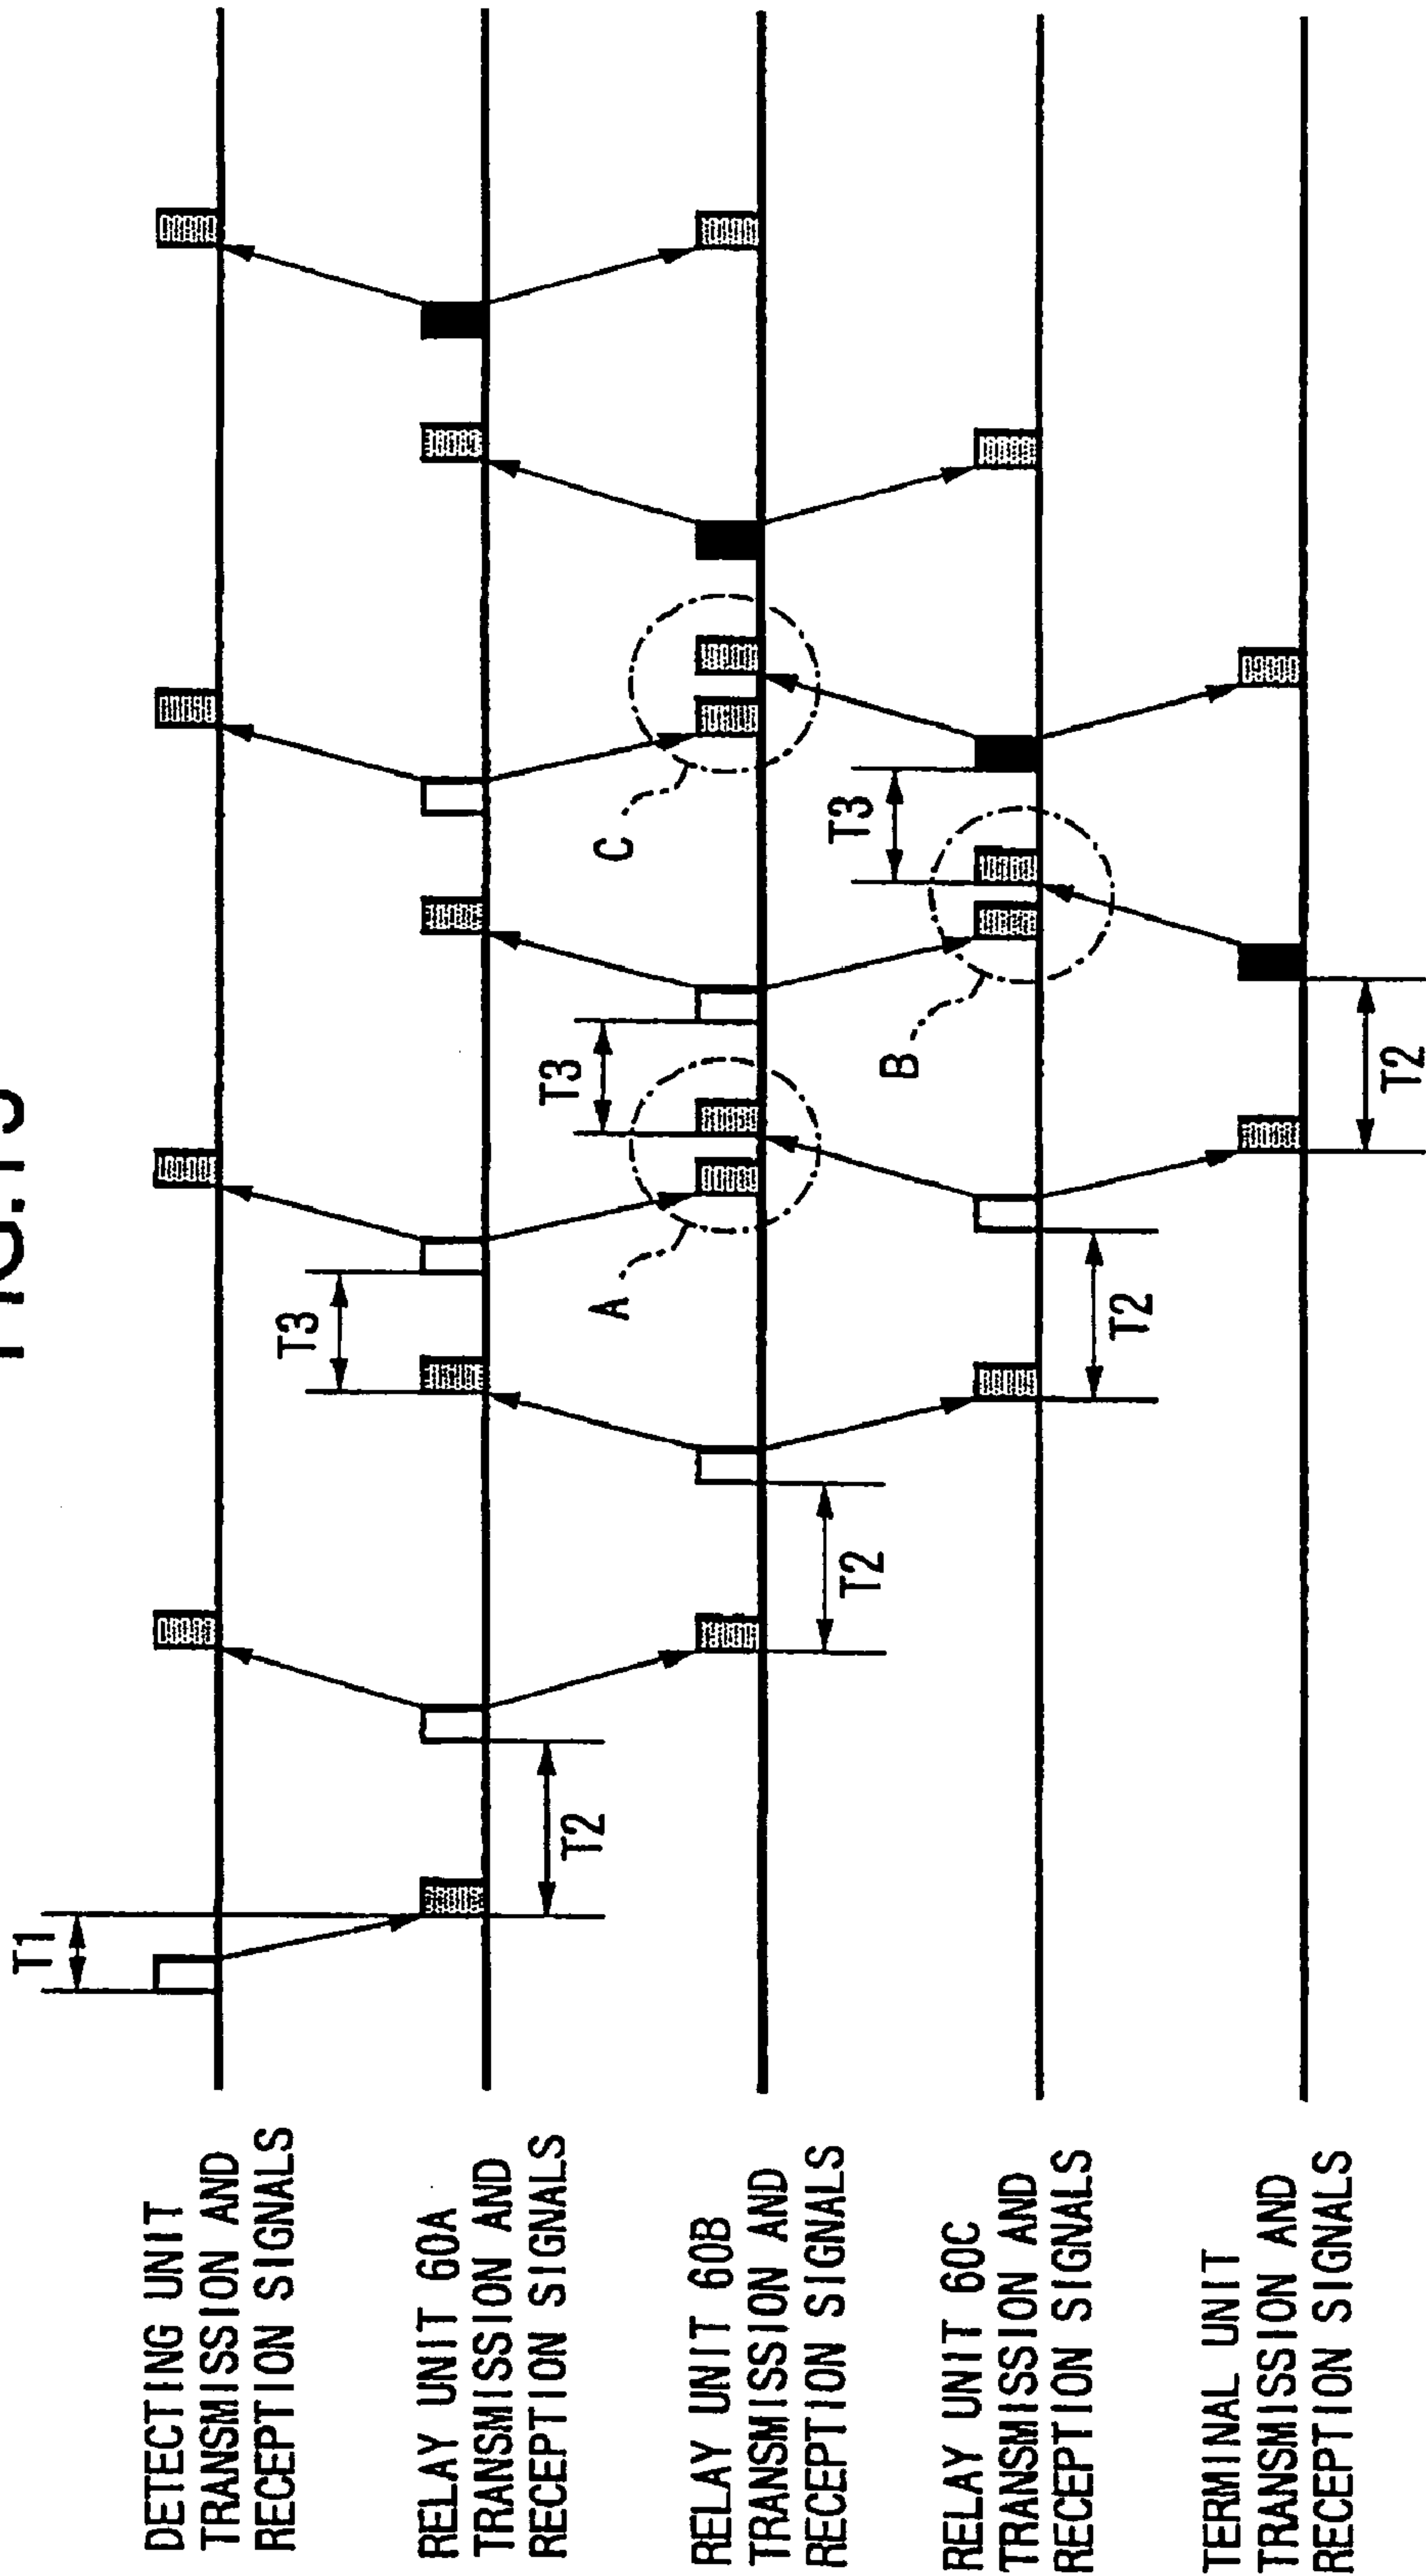 T1
T2
T3
T2
T3
C
A
T2
T3
B
T2
T2
DETECTING UNIT
TRANSMISSION AND
RECEPTION SIGNALS
RELAY UNIT 60A
TRANSMISSION AND
RECEPTION SIGNALS
RELAY UNIT 60B
TRANSMISSION AND
RECEPTION SIGNALS
RELAY UNIT 60C
TRANSMISSION AND
RECEPTION SIGNALS
TERMINAL UNIT
TRANSMISSION AND
RECEPTION SIGNALS